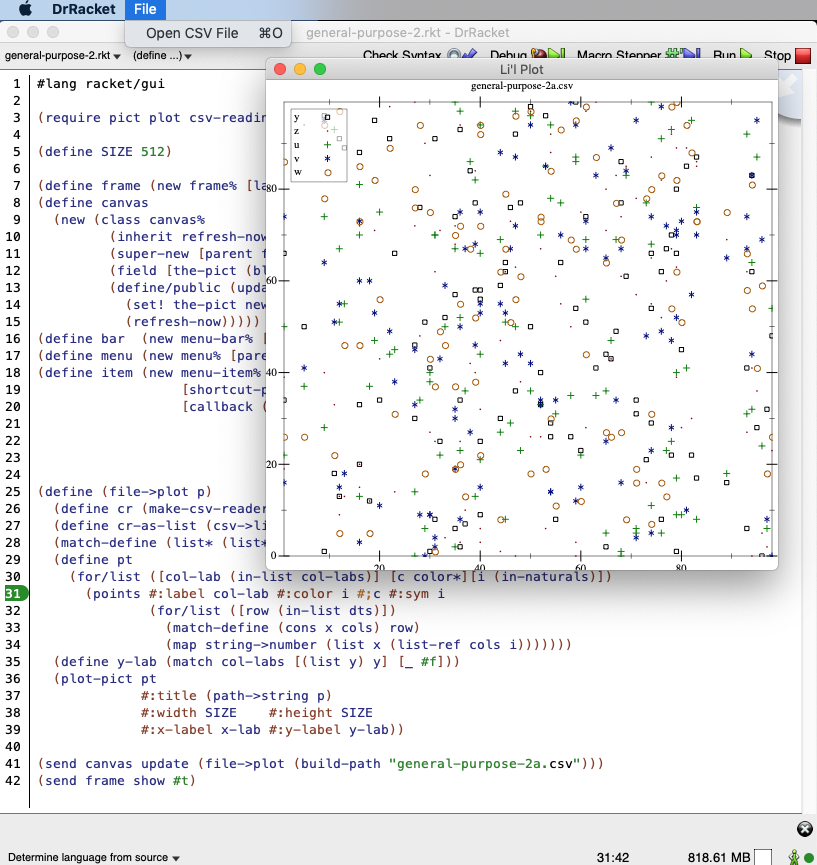 DrRacket File
Open CSV File ⌘O
general-purpose-2.rkt - DrRacket
general-purpose-2.rkt ▾ (define ...) ▾ Check Syntax Debug Macro Stepper Run Stop
Li'l Plot
general-purpose-2a.csv
y
z
u
v
w
80
60
40
20
0
20 40 60 80
1 #lang racket/gui
2
3 (require pict plot csv-readin
4
5 (define SIZE 512)
6
7 (define frame (new frame% [la
8 (define canvas
9 (new (class canvas%
10 (inherit refresh-now
11 (super-new [parent f
12 (field [the-pict (bl
13 (define/public (upda
14 (set! the-pict new
15 (refresh-now)))))
16 (define bar (new menu-bar% [
17 (define menu (new menu% [pare
18 (define item (new menu-item%
19 [shortcut-p
20 [callback (
21
22
23
24
25 (define (file->plot p)
26 (define cr (make-csv-reader
27 (define cr-as-list (csv->li
28 (match-define (list* (list*
29 (define pt
30 (for/list ([col-lab (in-list col-labs)] [c color*][i (in-naturals)])
31 (points #:label col-lab #:color i #;c #:sym i
32 (for/list ([row (in-list dts)])
33 (match-define (cons x cols) row)
34 (map string->number (list x (list-ref cols i)))))))
35 (define y-lab (match col-labs [(list y) y] [_ #f]))
36 (plot-pict pt
37 #:title (path->string p)
38 #:width SIZE #:height SIZE
39 #:x-label x-lab #:y-label y-lab))
40
41 (send canvas update (file->plot (build-path "general-purpose-2a.csv")))
42 (send frame show #t)
Determine language from source ▾ 31:42 818.61 MB